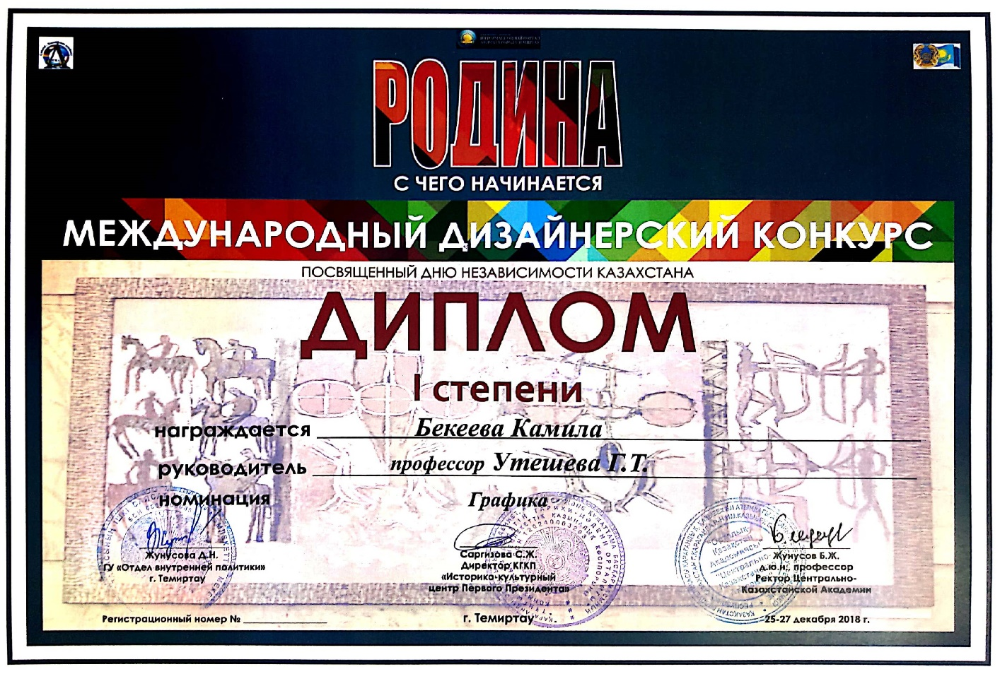 РОДИНА
С ЧЕГО НАЧИНАЕТСЯ
МЕЖДУНАРОДНЫЙ ДИЗАЙНЕРСКИЙ КОНКУРС
ПОСВЯЩЕННЫЙ ДНЮ НЕЗАВИСИМОСТИ КАЗАХСТАНА
ДИПЛОМ
I степени
награждается Бекеева Камила
руководитель профессор Утешева Г.Т.
номинация Графика
Жунусова Д.Н.
ГУ «Отдел внутренней политики»
г. Темиртау
Саргизова С.Ж.
Директор КГКП
«Историко-культурный
центр Первого Президента»
Жунусов Б.Ж.
д.ю.н., профессор
Ректор Центрально-
Казахстанской Академии
Регистрационный номер № ____________
г. Темиртау
25-27 декабря 2018 г.